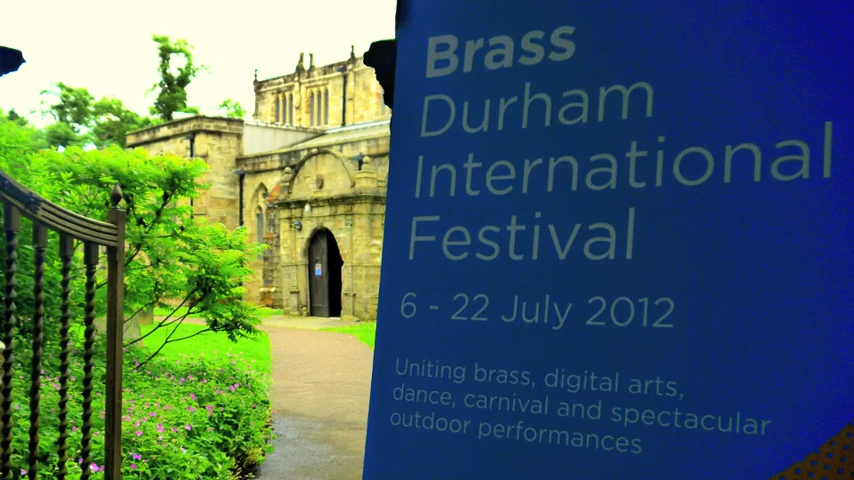 Brass
Durham
International
Festival
6 - 22 July 2012
Uniting brass, digital arts,
dance, carnival and spectacular
outdoor performances